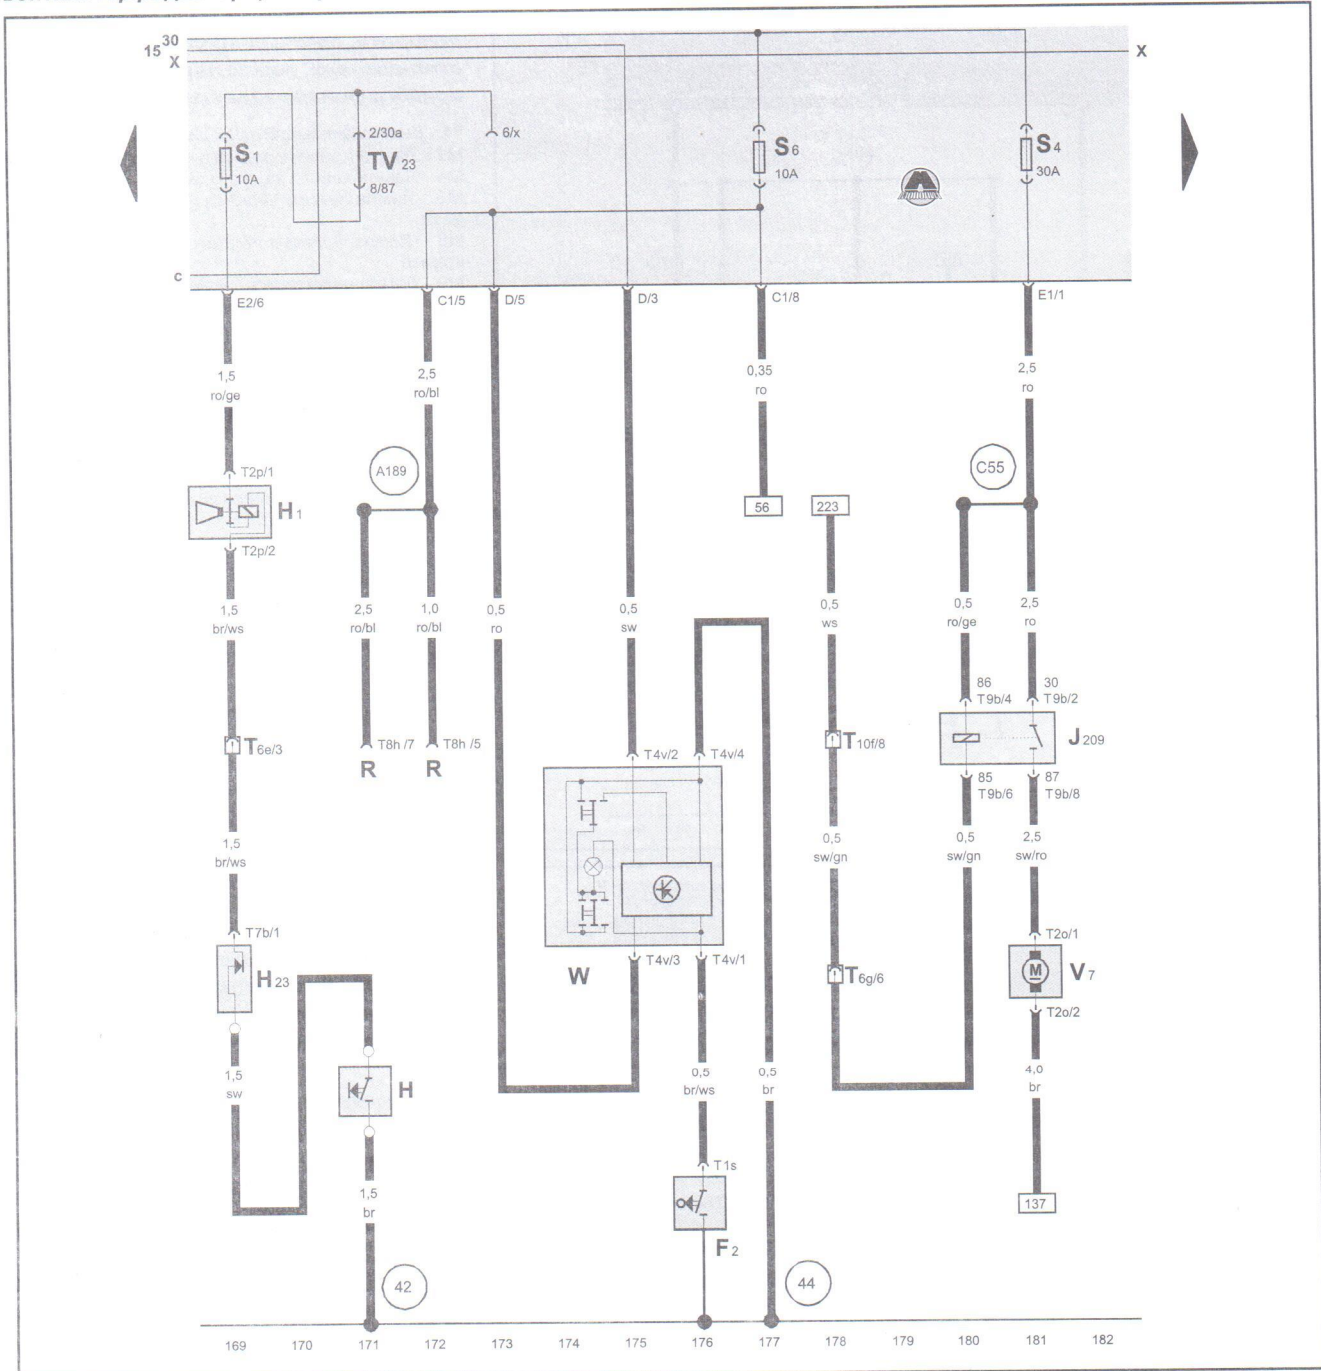 30
15
X
X
2/30a
6/x
S1
10A
TV 23
8/87
S6
10A
S4
30A
c
E2/6
C1/5
D/5
D/3
C1/8
E1/1
1,5
ro/ge
2,5
ro/bl
0,35
ro
2,5
ro
A189
C55
T2p/1
H1
56
223
T2p/2
1,5
br/ws
2,5
ro/bl
1,0
ro/bl
0,5
ro
0,5
sw
0,5
ws
0,5
ro/ge
2,5
ro
86
T9b/4
30
T9b/2
T6e/3
T8h /7
T8h /5
R
R
T4v/2
T4v/4
T10f/8
J209
85
T9b/6
87
T9b/8
1,5
br/ws
0,5
sw/gn
0,5
sw/gn
2,5
sw/ro
T7b/1
T2o/1
H23
W
T4v/3
T4v/1
T6g/6
M
V7
T2o/2
1,5
sw
H
0,5
br/ws
0,5
br
4,0
br
T1s
1,5
br
137
F2
42
44
169 170 171 172 173 174 175 176 177 178 179 180 181 182